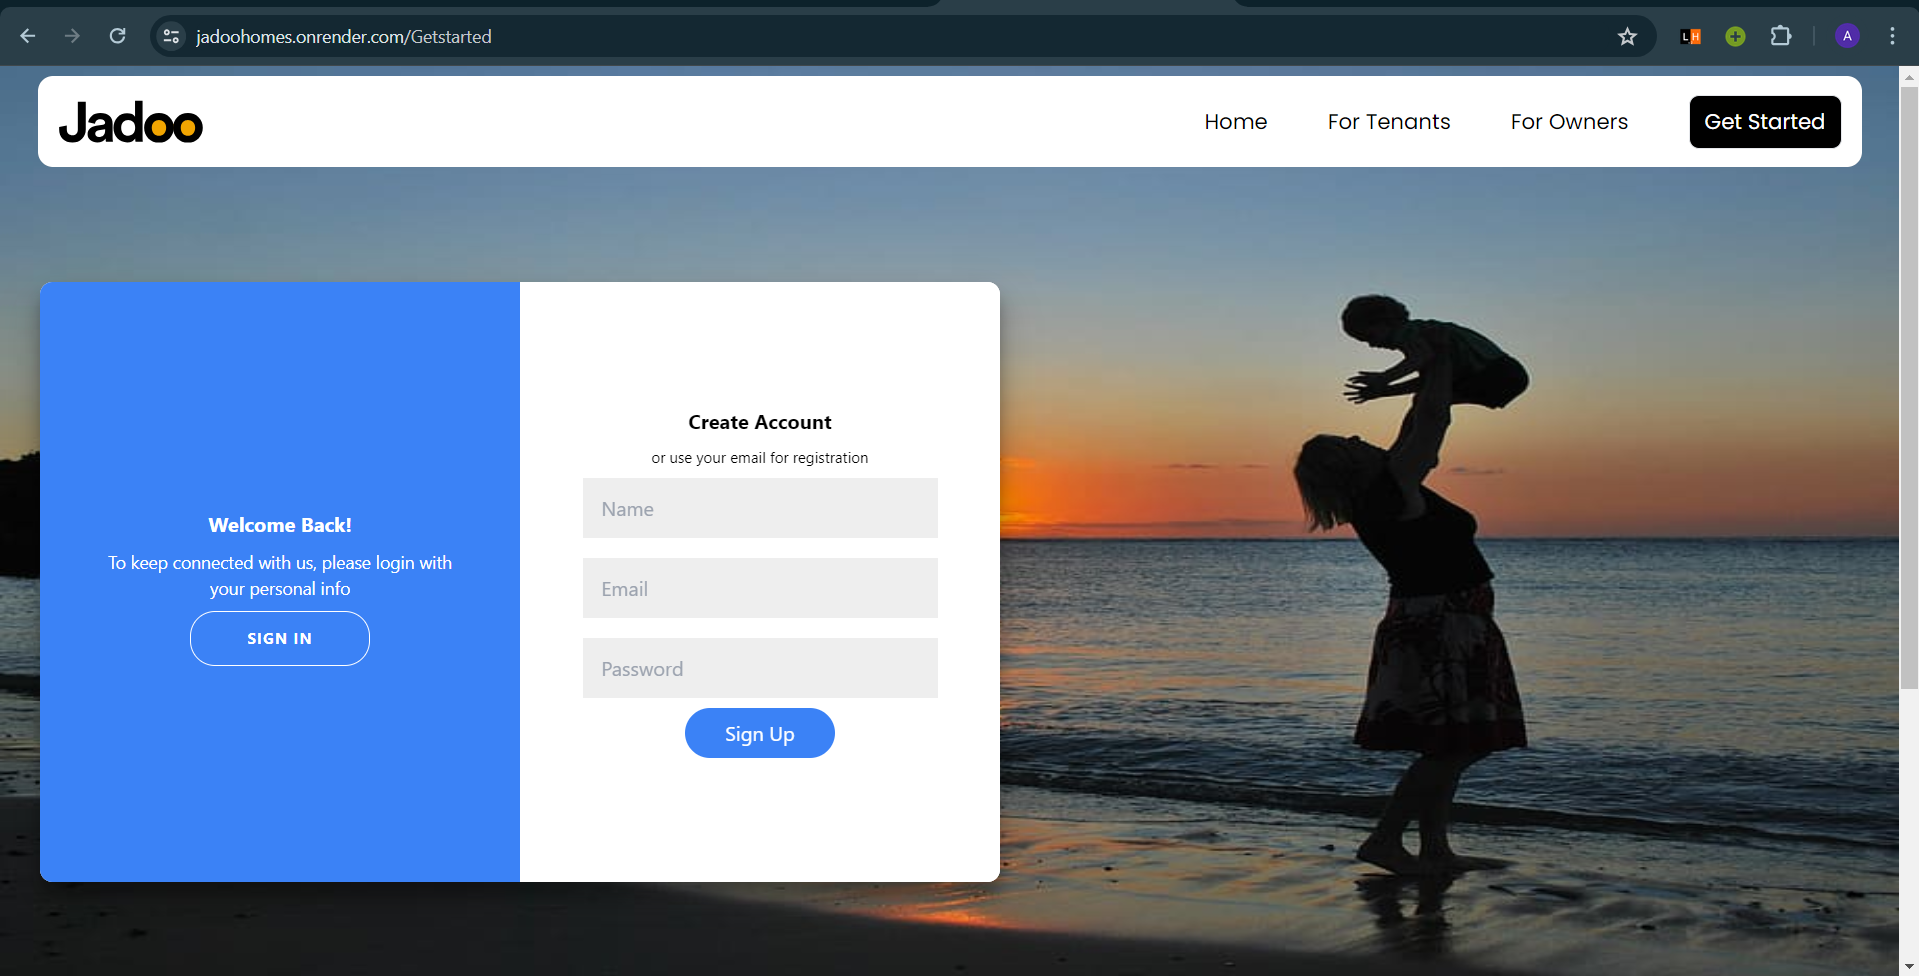 jadoohomes.onrender.com/Getstarted
LH
A
Jadoo
Home
For Tenants
For Owners
Get Started
Welcome Back!
To keep connected with us, please login with
your personal info
SIGN IN
Create Account
or use your email for registration
Name
Email
Password
Sign Up